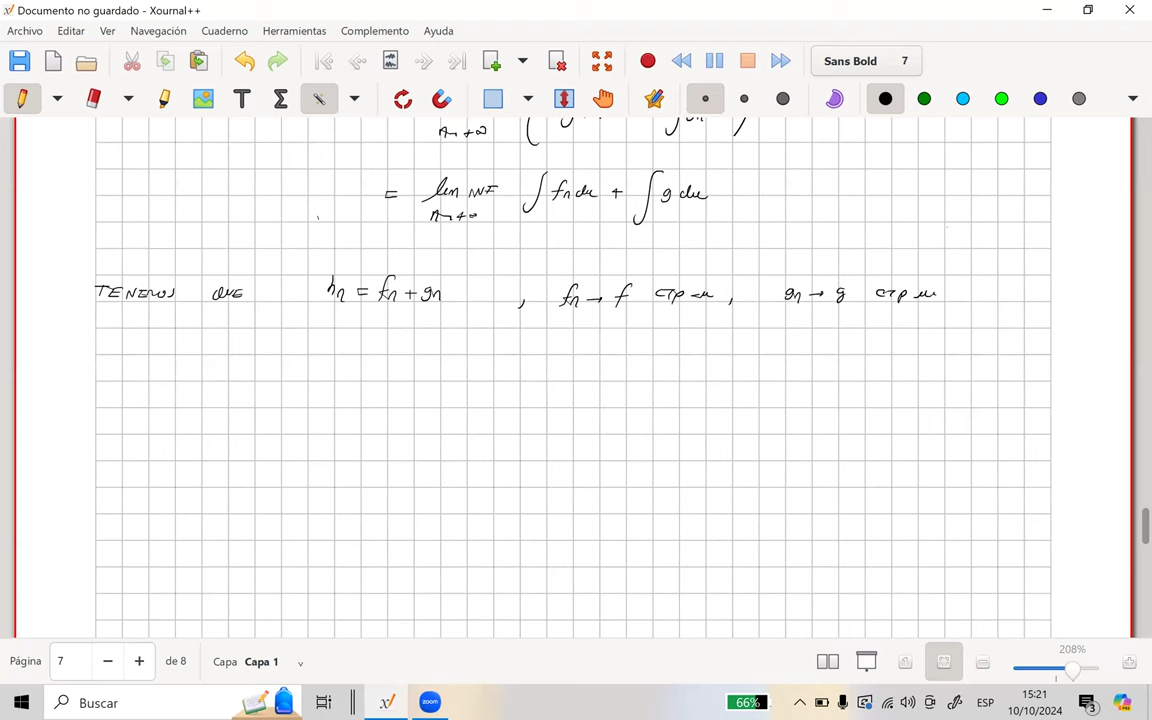 Documento no guardado - Xournal++
Archivo Editar Ver Navegación Cuaderno Herramientas Complemento Ayuda
Sans Bold 7
n→+∞
= lim inf n→+∞ ∫ fn dμ + ∫ g dμ
TENEMOS QUE hn = fn + gn , fn → f CTP μ , gn → g CTP μ
Página 7 de 8 Capa Capa 1 208%
Buscar 66% ESP 15:21
zoom 10/10/2024 3